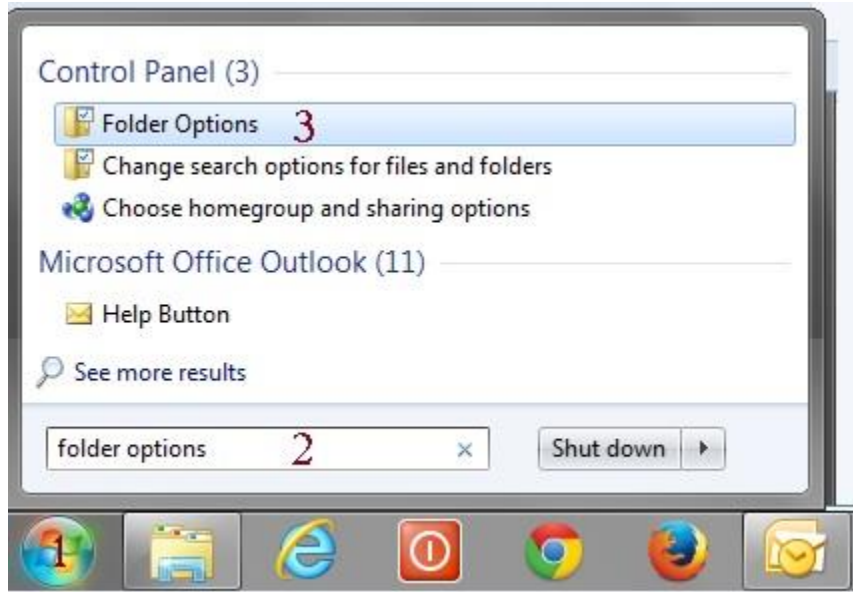 Control Panel (3)
Folder Options 3
Change search options for files and folders
Choose homegroup and sharing options
Microsoft Office Outlook (11)
Help Button
See more results
folder options 2 × Shut down
1